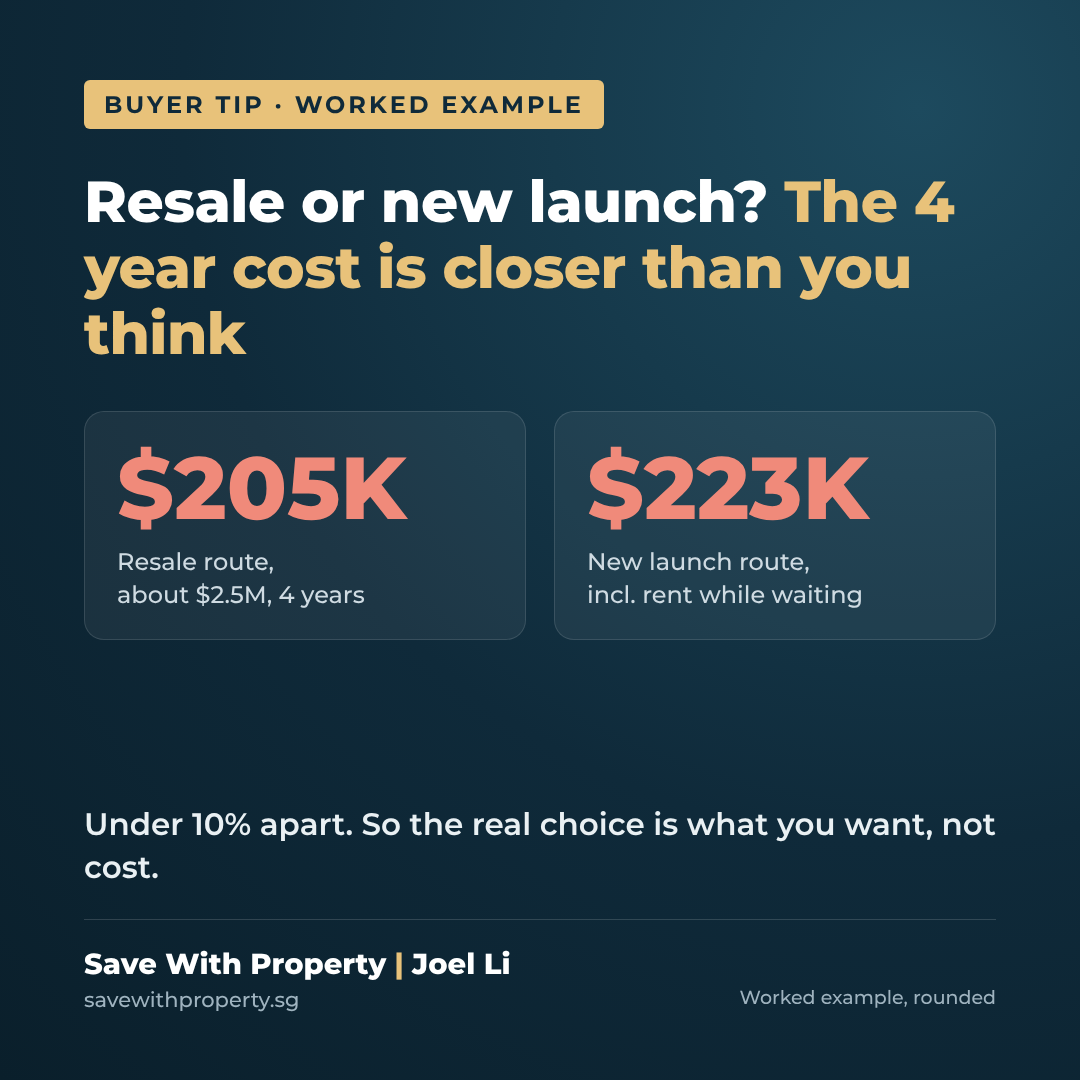 BUYER TIP · WORKED EXAMPLE
Resale or new launch? The 4
year cost is closer than you
think
$205K
Resale route,
about $2.5M, 4 years
$223K
New launch route,
incl. rent while waiting
Under 10% apart. So the real choice is what you want, not
cost.
Save With Property | Joel Li
savewithproperty.sg
Worked example, rounded